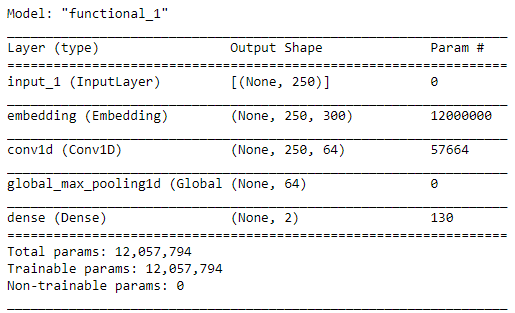 Model: "functional_1"
_________________________________________________________________
Layer (type)                 Output Shape              Param #
=================================================================
input_1 (InputLayer)         [(None, 250)]             0
_________________________________________________________________
embedding (Embedding)        (None, 250, 300)          12000000
_________________________________________________________________
conv1d (Conv1D)              (None, 250, 64)           57664
_________________________________________________________________
global_max_pooling1d (Global (None, 64)                0
_________________________________________________________________
dense (Dense)                (None, 2)                 130
=================================================================
Total params: 12,057,794
Trainable params: 12,057,794
Non-trainable params: 0
_________________________________________________________________